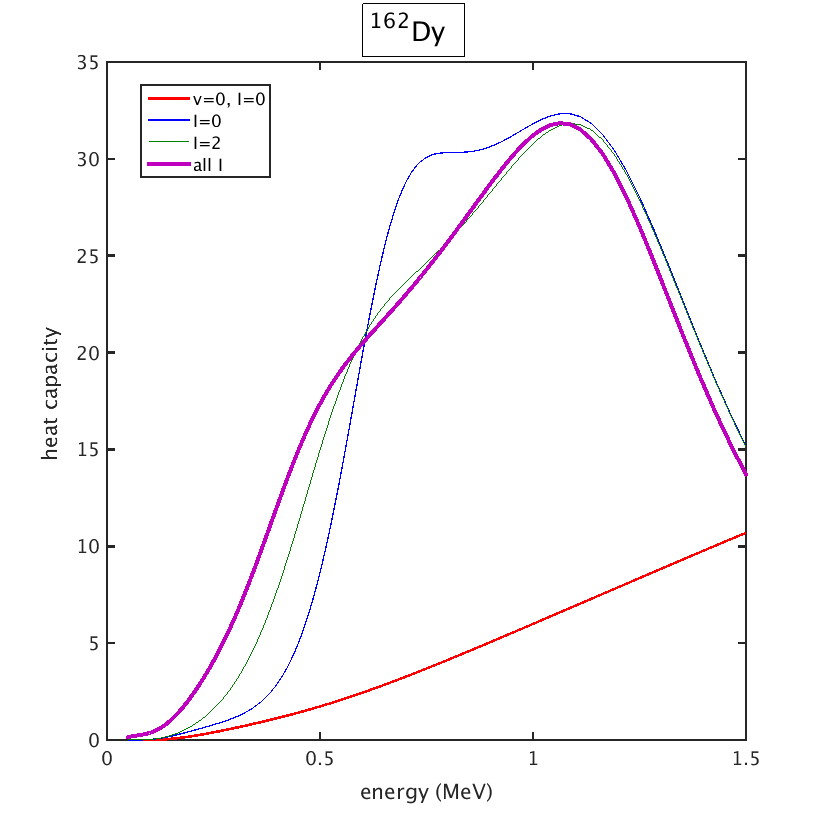 ¹⁶²Dy
35
30
25
20
15
10
5
0
heat capacity
v=0, I=0
I=0
I=2
all I
0
0.5
1
1.5
energy (MeV)